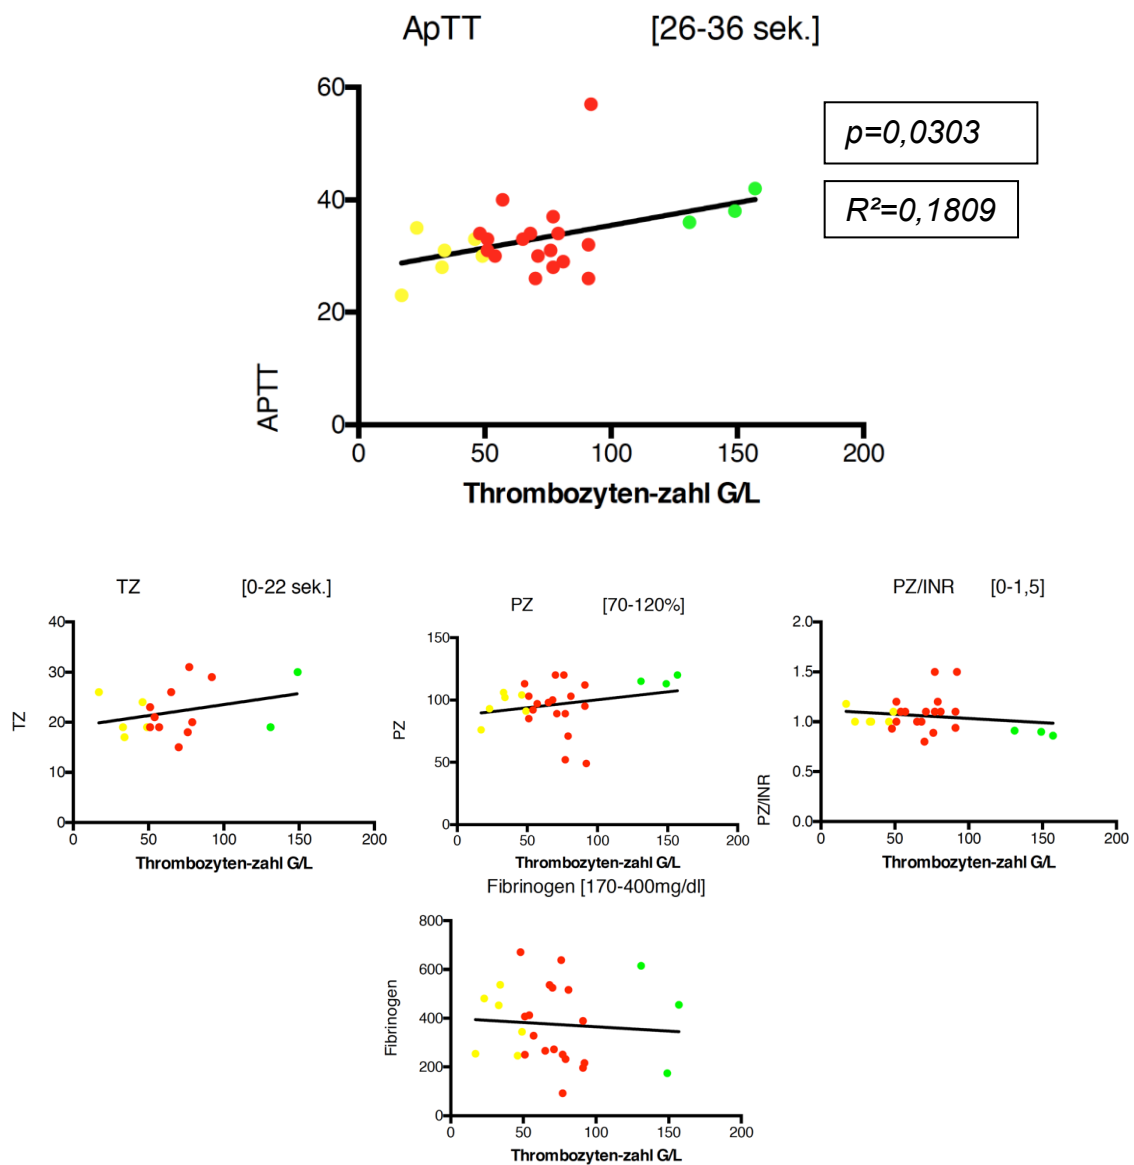 ApTT [26-36 sek.]
p=0,0303
R²=0,1809
60
40
20
0
APTT
0 50 100 150 200
Thrombozyten-zahl G/L
TZ [0-22 sek.]
40
30
20
10
0
TZ
0 50 100 150 200
Thrombozyten-zahl G/L
PZ [70-120%]
150
100
50
0
PZ
0 50 100 150 200
Thrombozyten-zahl G/L
PZ/INR [0-1,5]
2.0
1.5
1.0
0.5
0.0
PZ/INR
0 50 100 150 200
Thrombozyten-zahl G/L
Fibrinogen [170-400mg/dl]
800
600
400
200
0
Fibrinogen
0 50 100 150 200
Thrombozyten-zahl G/L